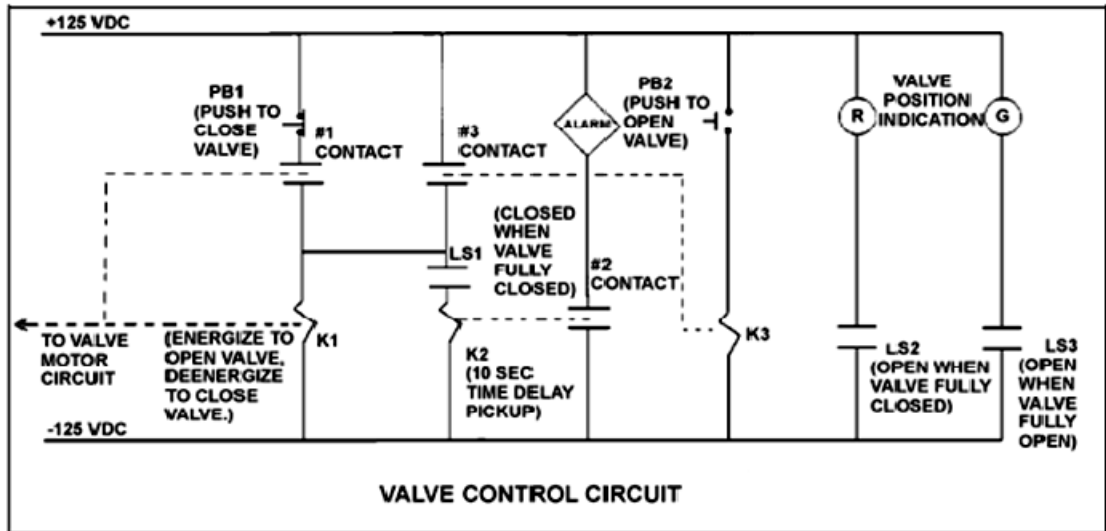 +125 VDC
PB1
(PUSH TO
CLOSE
VALVE)
#1
CONTACT
#3
CONTACT
ALARM
PB2
(PUSH TO
OPEN
VALVE)
R
VALVE
POSITION
INDICATION
G
(CLOSED
WHEN
VALVE
FULLY
CLOSED)
LS1
#2
CONTACT
TO VALVE
MOTOR
CIRCUIT
(ENERGIZE TO
OPEN VALVE,
DEENERGIZE
TO CLOSE
VALVE.)
K1
K2
(10 SEC
TIME DELAY
PICKUP)
K3
LS2
(OPEN WHEN
VALVE FULLY
CLOSED)
LS3
(OPEN
WHEN
VALVE
FULLY
OPEN)
-125 VDC
VALVE CONTROL CIRCUIT